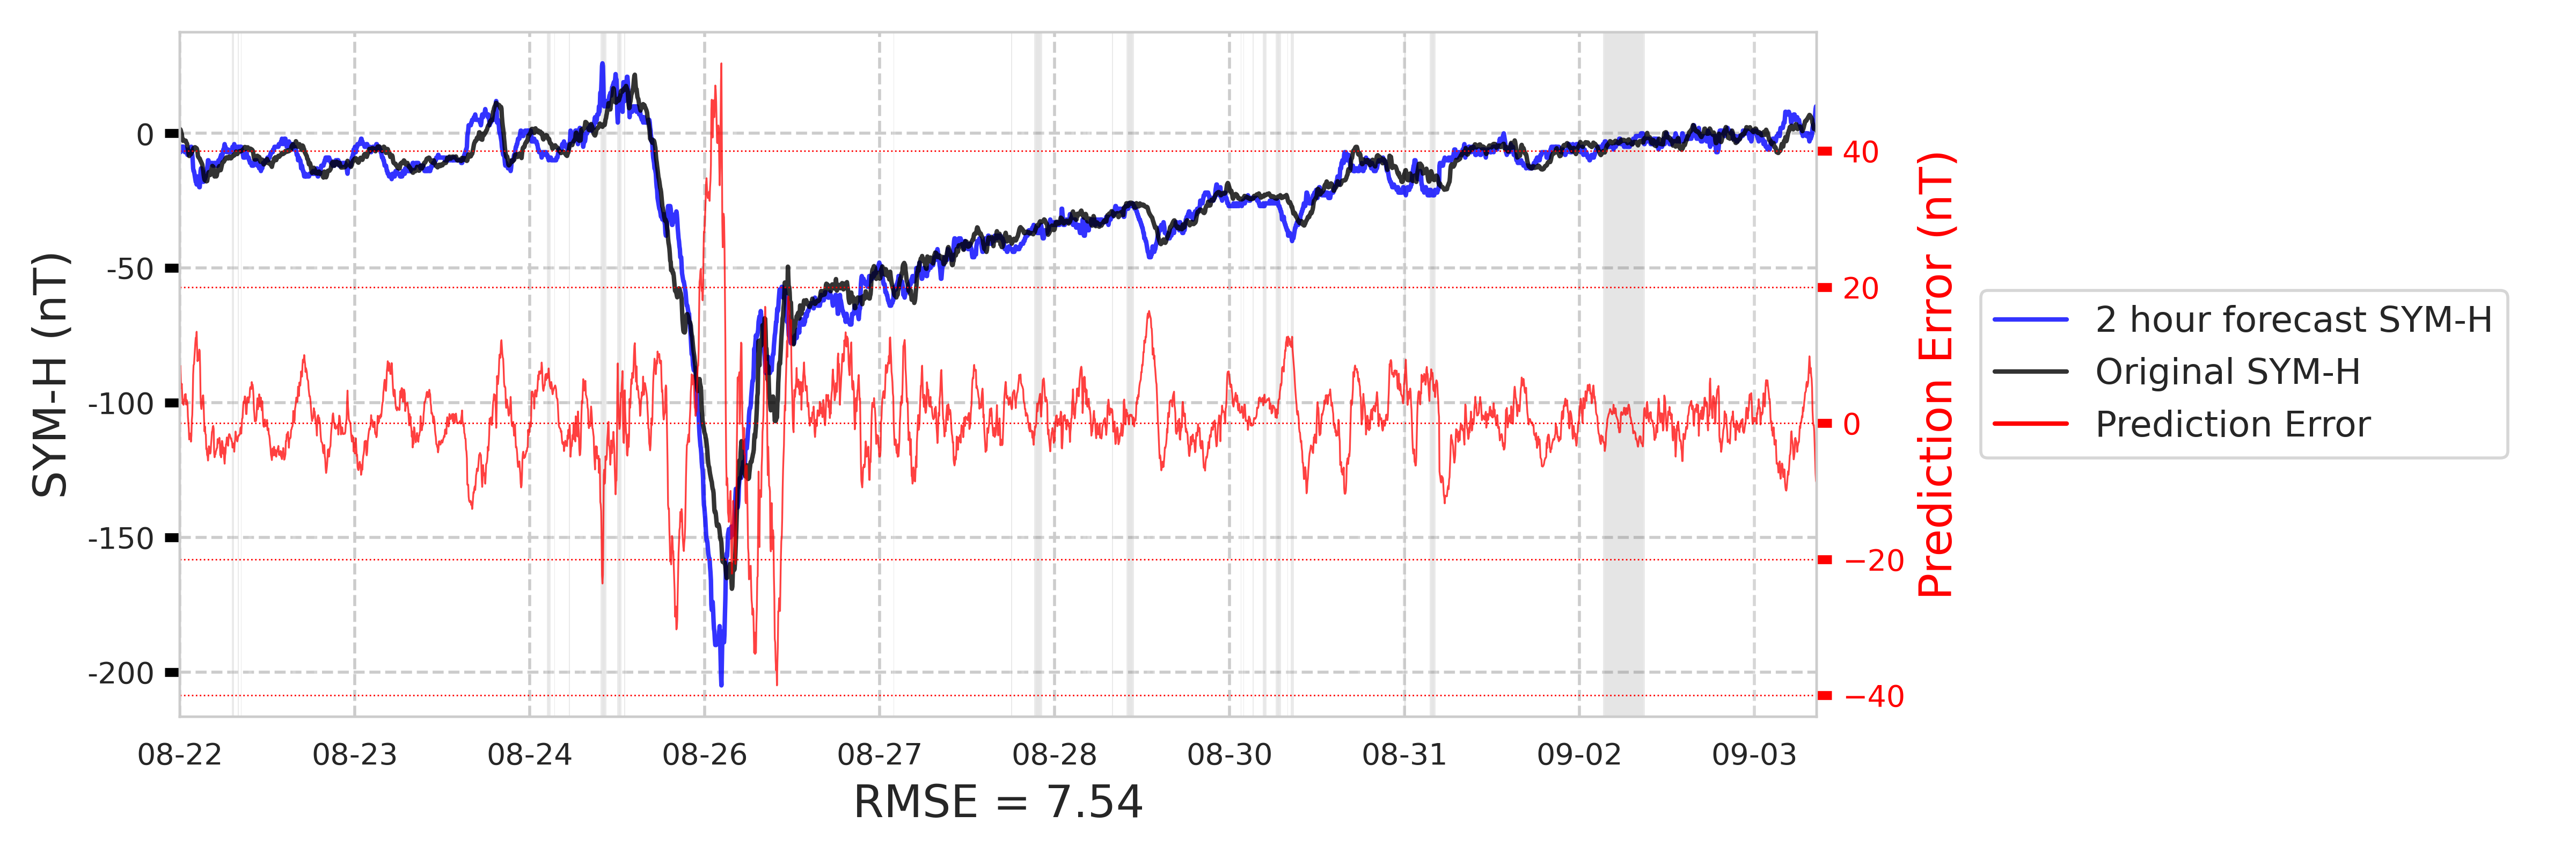 SYM-H (nT)
0
-50
-100
-150
-200
08-22 08-23 08-24 08-26 08-27 08-28 08-30 08-31 09-02 09-03
RMSE = 7.54
40
20
0
−20
−40
Prediction Error (nT)
2 hour forecast SYM-H
Original SYM-H
Prediction Error